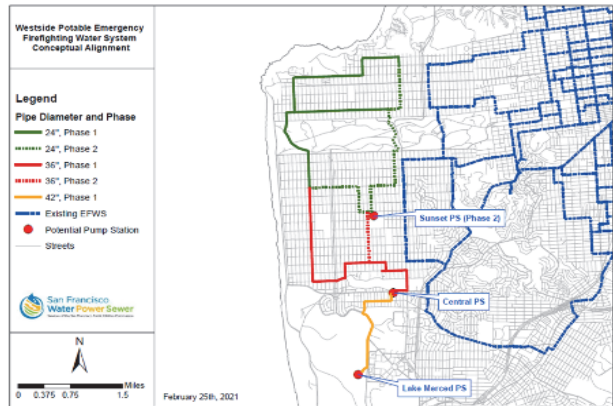 Westside Potable Emergency
Firefighting Water System
Conceptual Alignment
Legend
Pipe Diameter and Phase
24", Phase 1
24", Phase 2
36", Phase 1
36", Phase 2
42", Phase 1
Existing EFWS
Potential Pump Station
Streets
San Francisco
Water Power Sewer
N
Miles
0 0.375 0.75 1.5
February 25th, 2021
Sunset PS (Phase 2)
Central PS
Lake Merced PS